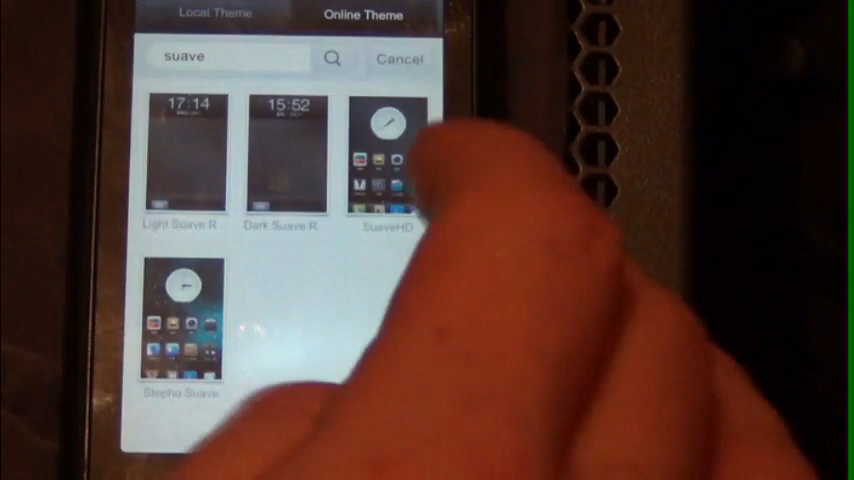 Local Theme
Online Theme
suave
Cancel
17:14
15:52
Light Suave R...
Dark Suave R...
SuaveHD
Stepho Suave